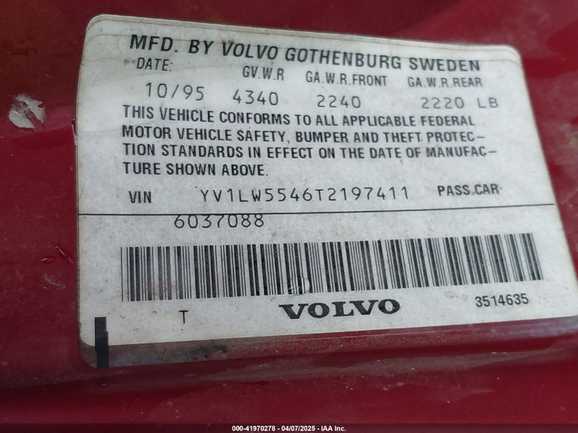 MFD. BY VOLVO GOTHENBURG SWEDEN
DATE: GV.W.R GA.W.R.FRONT GA.W.R.REAR
10/95 4340 2240 2220 LB
THIS VEHICLE CONFORMS TO ALL APPLICABLE FEDERAL
MOTOR VEHICLE SAFETY, BUMPER AND THEFT PROTEC-
TION STANDARDS IN EFFECT ON THE DATE OF MANUFAC-
TURE SHOWN ABOVE.
VIN YV1LW5546T2197411 PASS.CAR
6037088
T VOLVO 3514635
000-41970278 - 04/07/2025 - IAA Inc.